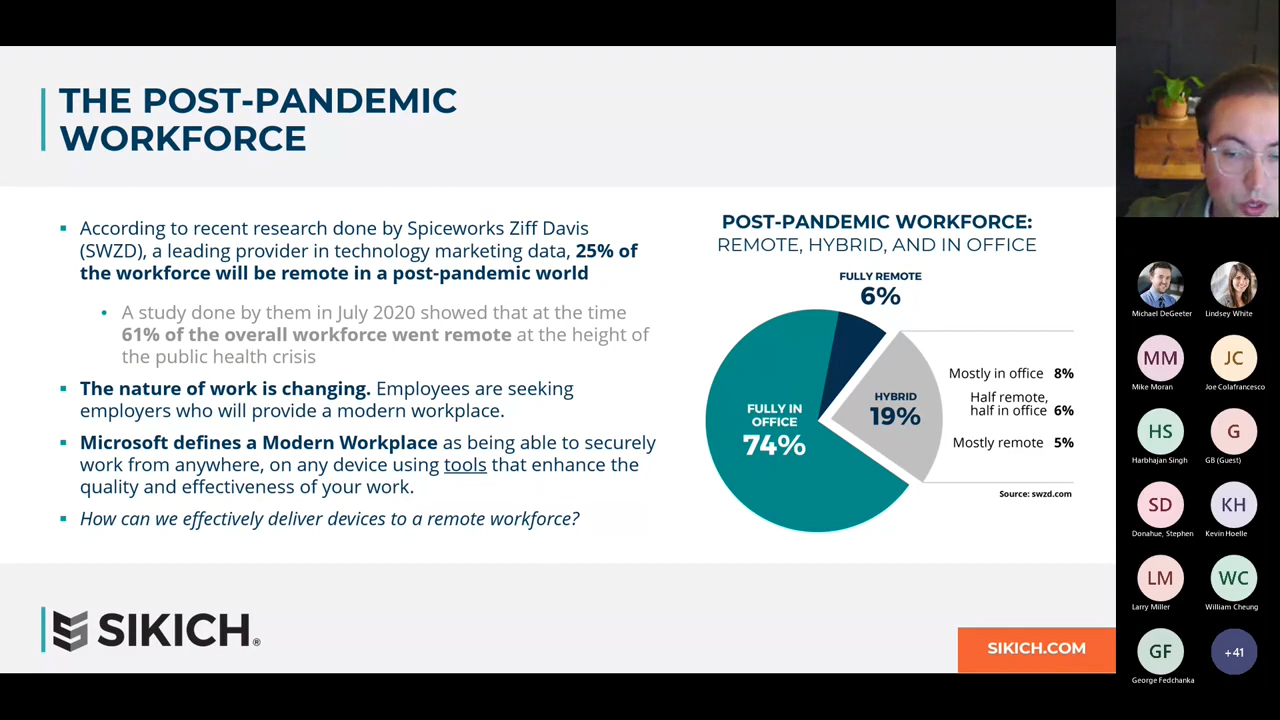 THE POST-PANDEMIC
WORKFORCE
▪ According to recent research done by Spiceworks Ziff Davis
(SWZD), a leading provider in technology marketing data, 25% of
the workforce will be remote in a post-pandemic world
• A study done by them in July 2020 showed that at the time
61% of the overall workforce went remote at the height of
the public health crisis
▪ The nature of work is changing. Employees are seeking
employers who will provide a modern workplace.
▪ Microsoft defines a Modern Workplace as being able to securely
work from anywhere, on any device using tools that enhance the
quality and effectiveness of your work.
▪ How can we effectively deliver devices to a remote workforce?
POST-PANDEMIC WORKFORCE:
REMOTE, HYBRID, AND IN OFFICE
FULLY REMOTE
6%
FULLY IN
OFFICE
74%
HYBRID
19%
Mostly in office 8%
Half remote,
half in office 6%
Mostly remote 5%
Source: swzd.com
SIKICH®
SIKICH.COM
Michael DeGeeter
Lindsey White
MM
Mike Moran
JC
Joe Colafrancesco
HS
Harbhajan Singh
G
GB (Guest)
SD
Donahue, Stephen
KH
Kevin Hoelle
LM
Larry Miller
WC
William Cheung
GF
George Fedchanka
+41